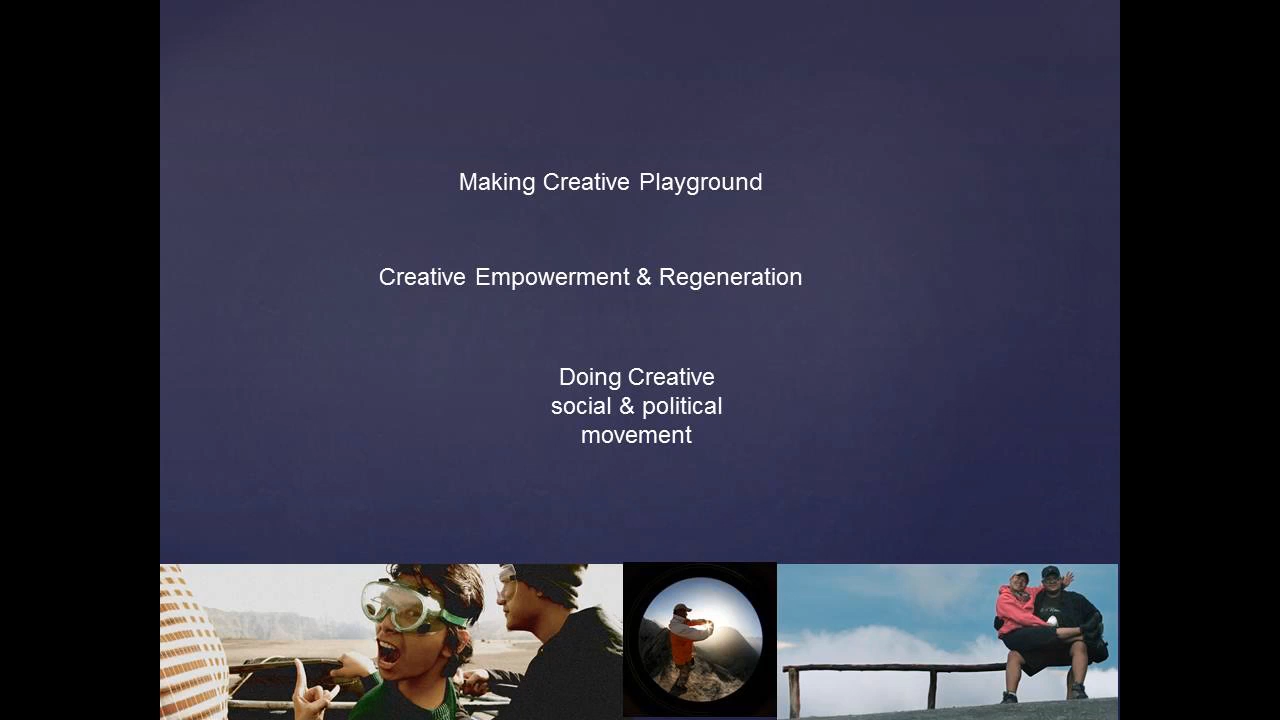 Making Creative Playground
Creative Empowerment & Regeneration
Doing Creative
social & political
movement